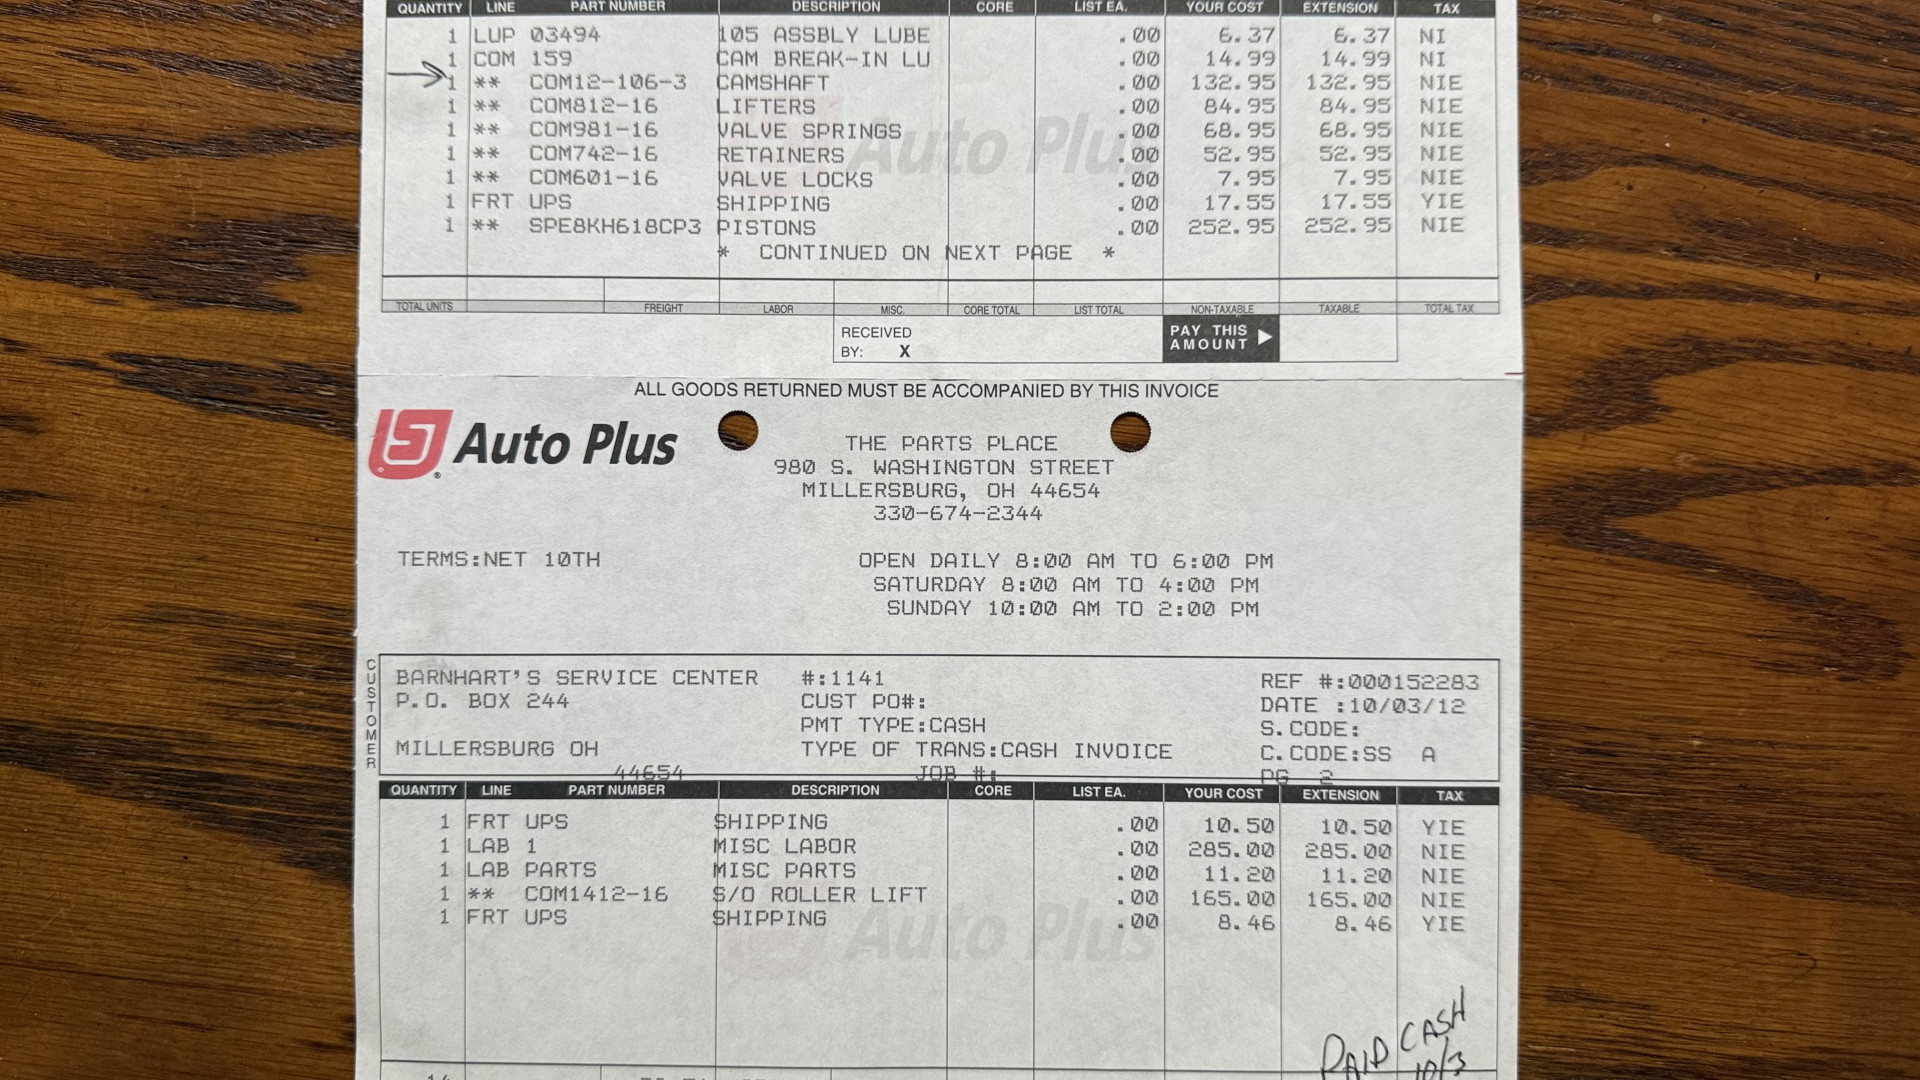 QUANTITY LINE PART NUMBER DESCRIPTION CORE LIST EA. YOUR COST EXTENSION TAX
1 LUP 03494 105 ASSBLY LUBE .00 6.37 6.37 NI
1 COM 159 CAM BREAK-IN LU .00 14.99 14.99 NI
1 ** COM12-106-3 CAMSHAFT .00 132.95 132.95 NIE
1 ** COM812-16 LIFTERS .00 84.95 84.95 NIE
1 ** COM981-16 VALVE SPRINGS .00 68.95 68.95 NIE
1 ** COM742-16 RETAINERS .00 52.95 52.95 NIE
1 ** COM601-16 VALVE LOCKS .00 7.95 7.95 NIE
1 FRT UPS SHIPPING .00 17.55 17.55 YIE
1 ** SPE8KH618CP3 PISTONS .00 252.95 252.95 NIE
* CONTINUED ON NEXT PAGE *
Auto Plus
TOTAL UNITS FREIGHT LABOR MISC. CORE TOTAL LIST TOTAL NON-TAXABLE TAXABLE TOTAL TAX
RECEIVED
BY: X
PAY THIS
AMOUNT
ALL GOODS RETURNED MUST BE ACCOMPANIED BY THIS INVOICE
Auto Plus
THE PARTS PLACE
980 S. WASHINGTON STREET
MILLERSBURG, OH 44654
330-674-2344
TERMS:NET 10TH
OPEN DAILY 8:00 AM TO 6:00 PM
SATURDAY 8:00 AM TO 4:00 PM
SUNDAY 10:00 AM TO 2:00 PM
CUSTOMER
BARNHART'S SERVICE CENTER #:1141 REF #:000152283
P.O. BOX 244 CUST PO#: DATE :10/03/12
PMT TYPE:CASH S.CODE:
MILLERSBURG OH TYPE OF TRANS:CASH INVOICE C.CODE:SS A
44654 JOB #: PG 2
QUANTITY LINE PART NUMBER DESCRIPTION CORE LIST EA. YOUR COST EXTENSION TAX
1 FRT UPS SHIPPING .00 10.50 10.50 YIE
1 LAB 1 MISC LABOR .00 285.00 285.00 NIE
1 LAB PARTS MISC PARTS .00 11.20 11.20 NIE
1 ** COM1412-16 S/O ROLLER LIFT .00 165.00 165.00 NIE
1 FRT UPS SHIPPING .00 8.46 8.46 YIE
Auto Plus
PAID CASH
10/3